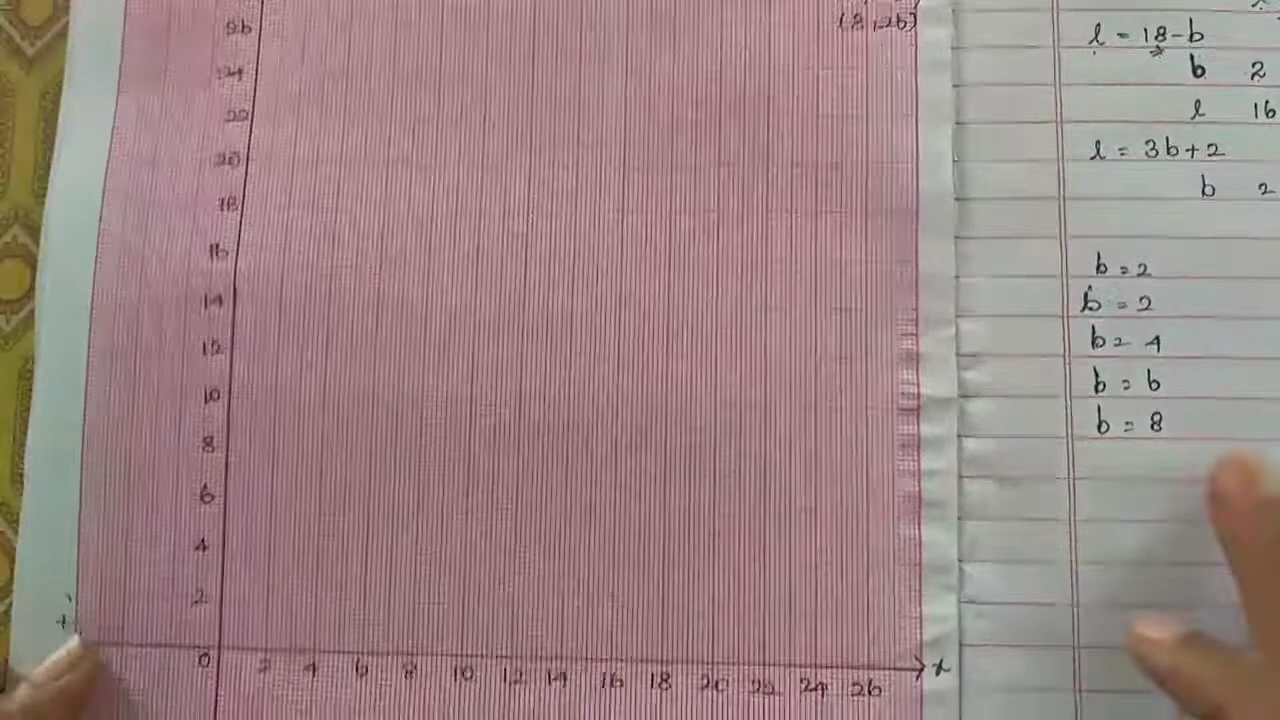 (8,26)
26
24
22
20
18
16
14
12
10
8
6
4
2
0 2 4 6 8 10 12 14 16 18 20 22 24 26 x
l = 18-b
b 2
l 16
l = 3b+2
b 2
b = 2
b = 2
b = 4
b = 6
b = 8